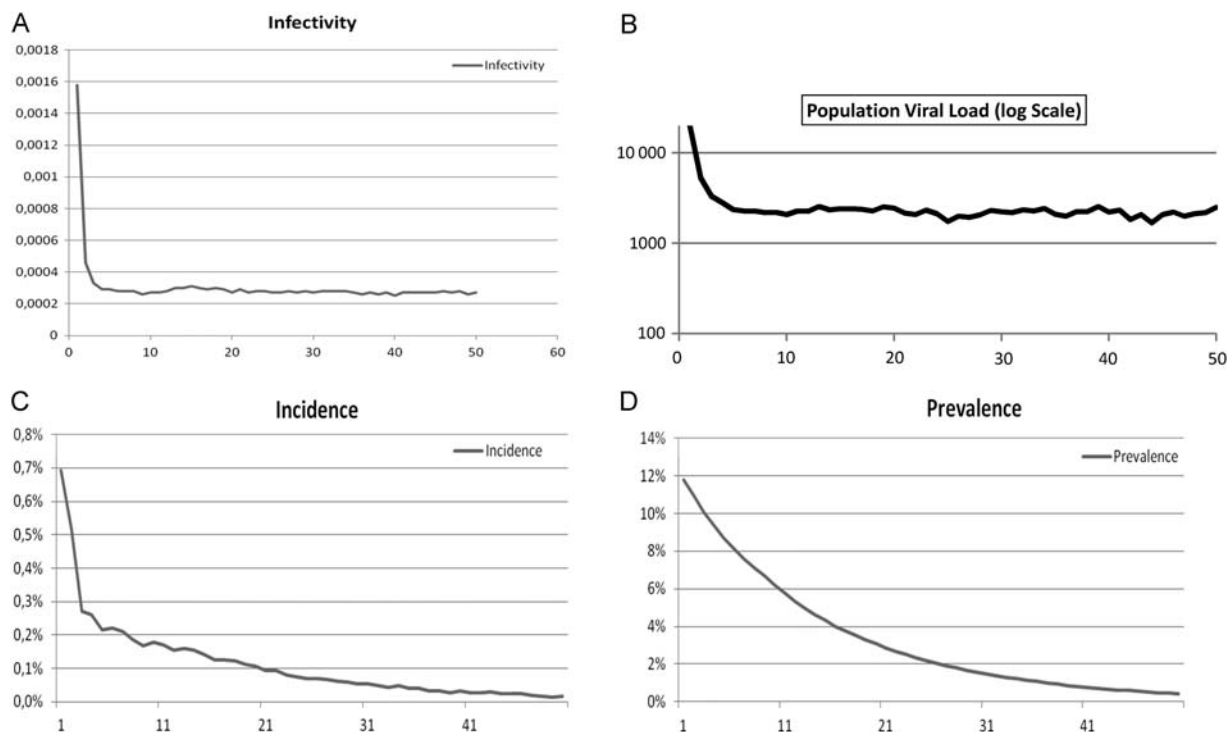 A
Infectivity
0,0018
0,0016
0,0014
0,0012
0,001
0,0008
0,0006
0,0004
0,0002
0
Infectivity
0 10 20 30 40 50 60
B
Population Viral Load (log Scale)
10 000
1000
100
0 10 20 30 40 50
C
Incidence
0,8%
0,7%
0,6%
0,5%
0,4%
0,3%
0,2%
0,1%
0,0%
Incidence
1 11 21 31 41
D
Prevalence
14%
12%
10%
8%
6%
4%
2%
0%
Prevalence
1 11 21 31 41